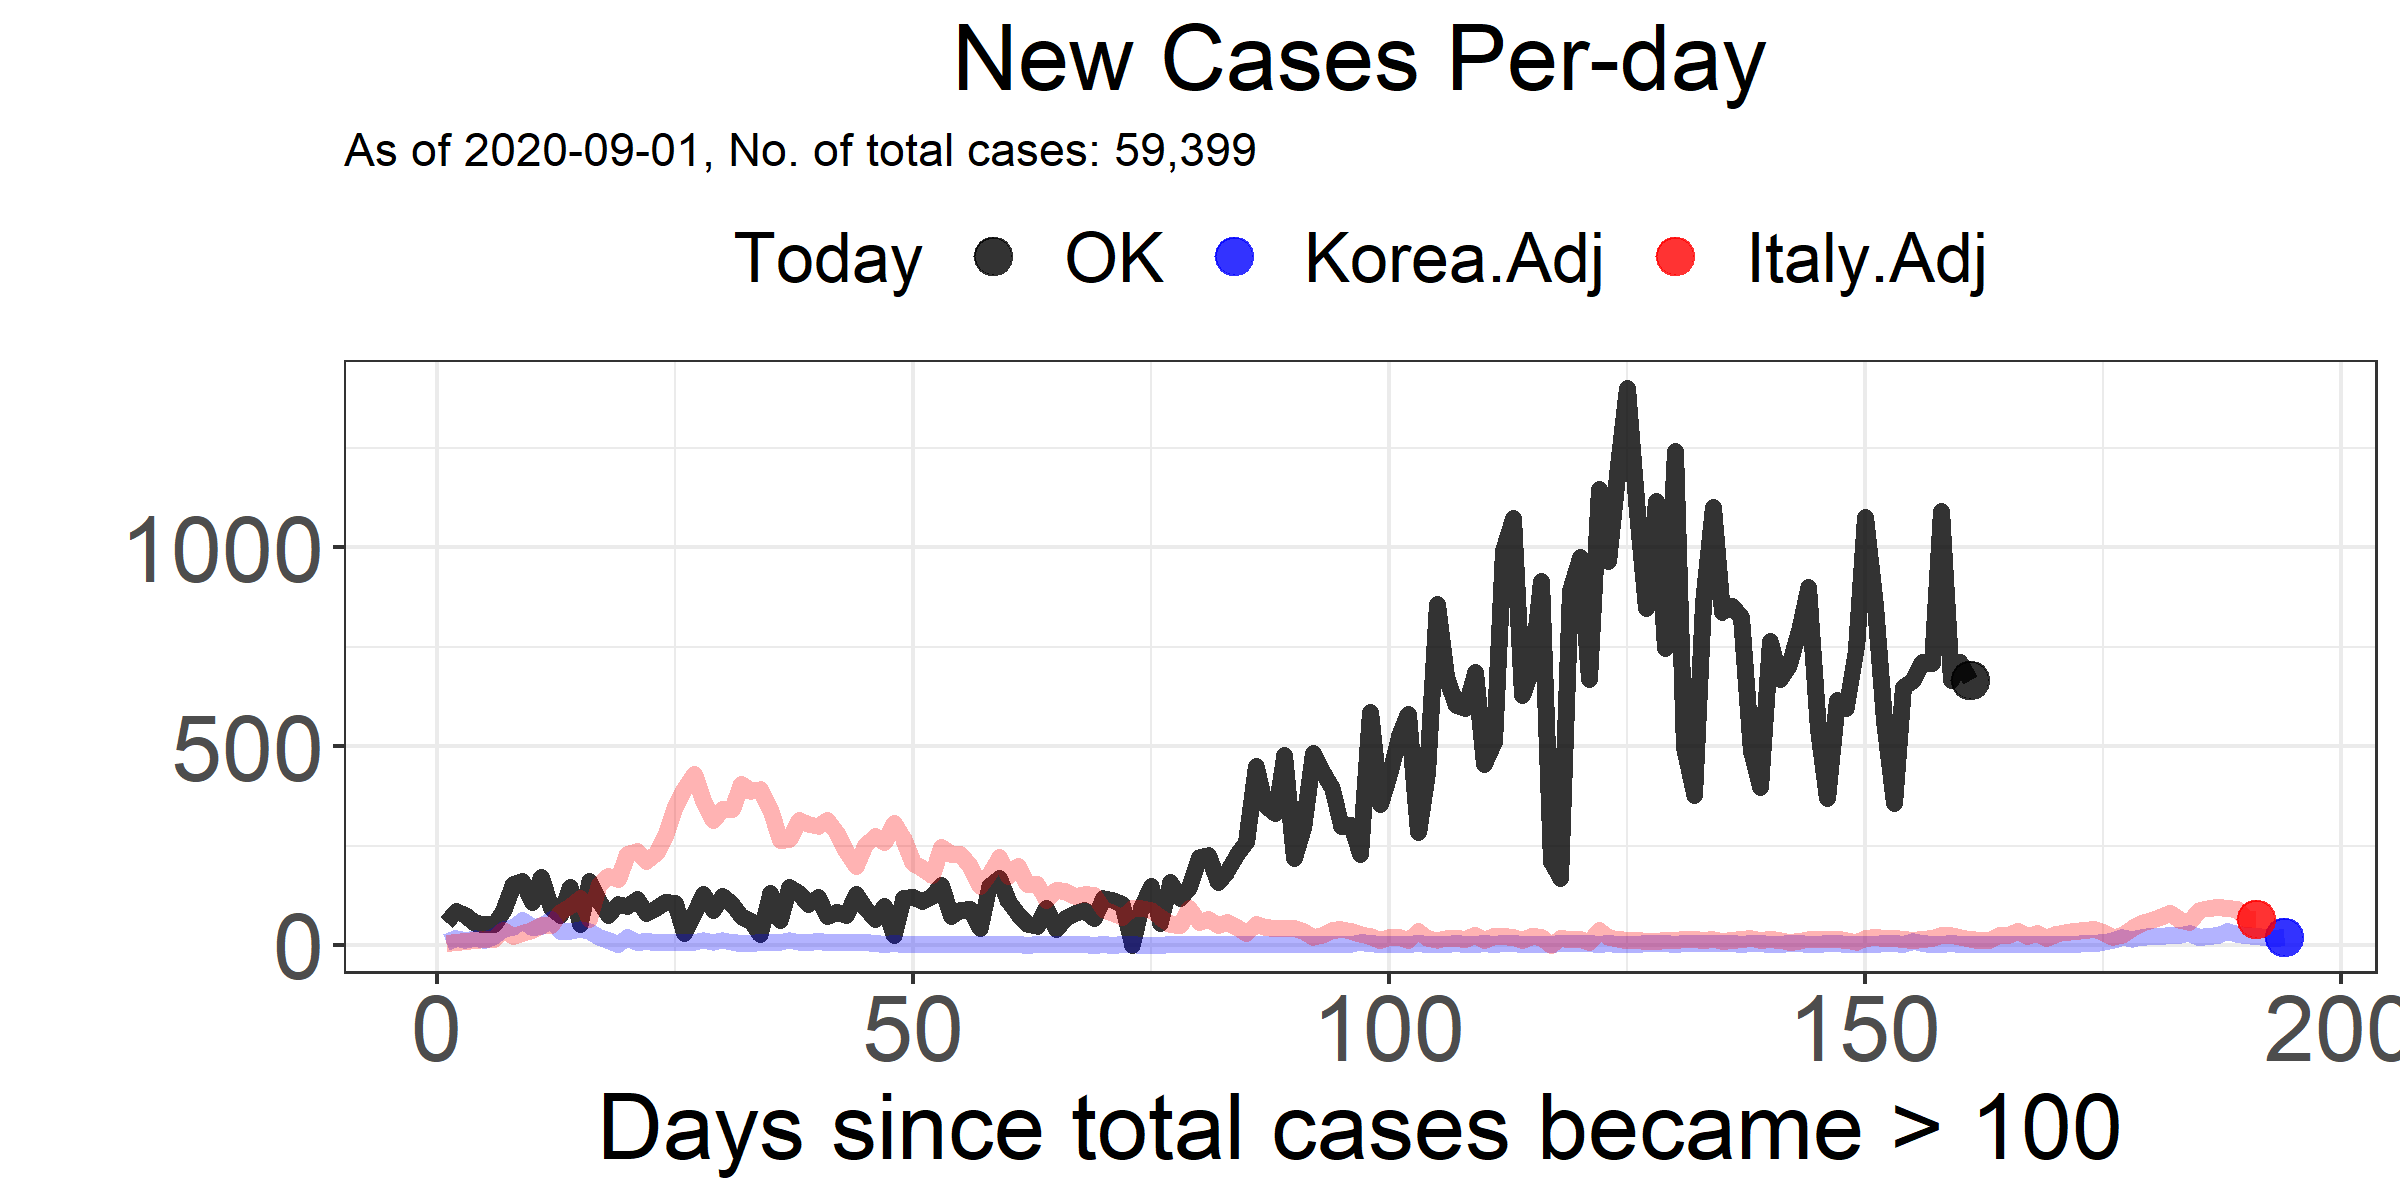 New Cases Per-day
As of 2020-09-01, No. of total cases: 59,399
Today OK Korea.Adj Italy.Adj
1000
500
0
0 50 100 150 200
Days since total cases became > 100